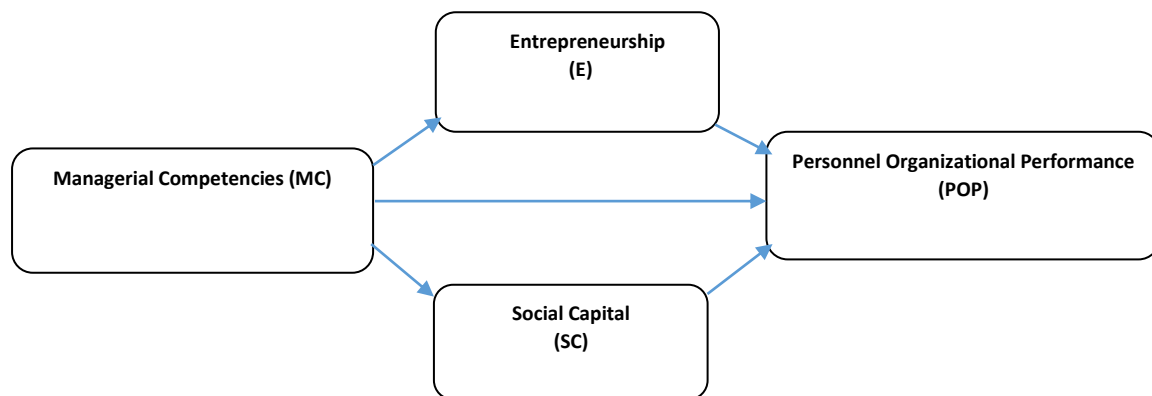 Entrepreneurship
(E)
Managerial Competencies (MC)
Personnel Organizational Performance
(POP)
Social Capital
(SC)